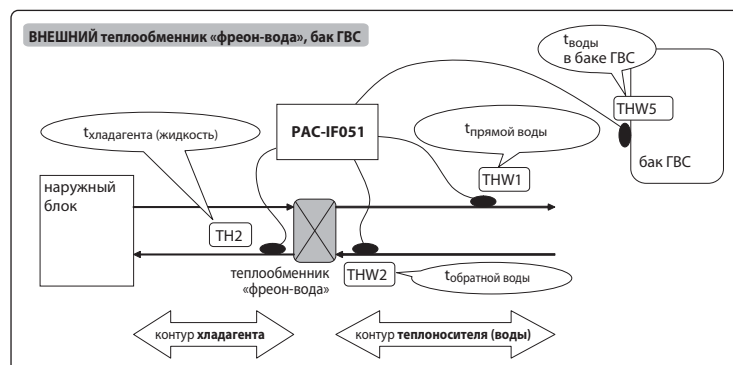 ВНЕШНИЙ теплообменник «фреон-вода», бак ГВС
tводы
в баке ГВС
THW5
бак ГВС
PAC-IF051
tхладагента (жидкость)
tпрямой воды
THW1
наружный
блок
TH2
теплообменник
«фреон-вода»
THW2
tобратной воды
контур хладагента
контур теплоносителя (воды)